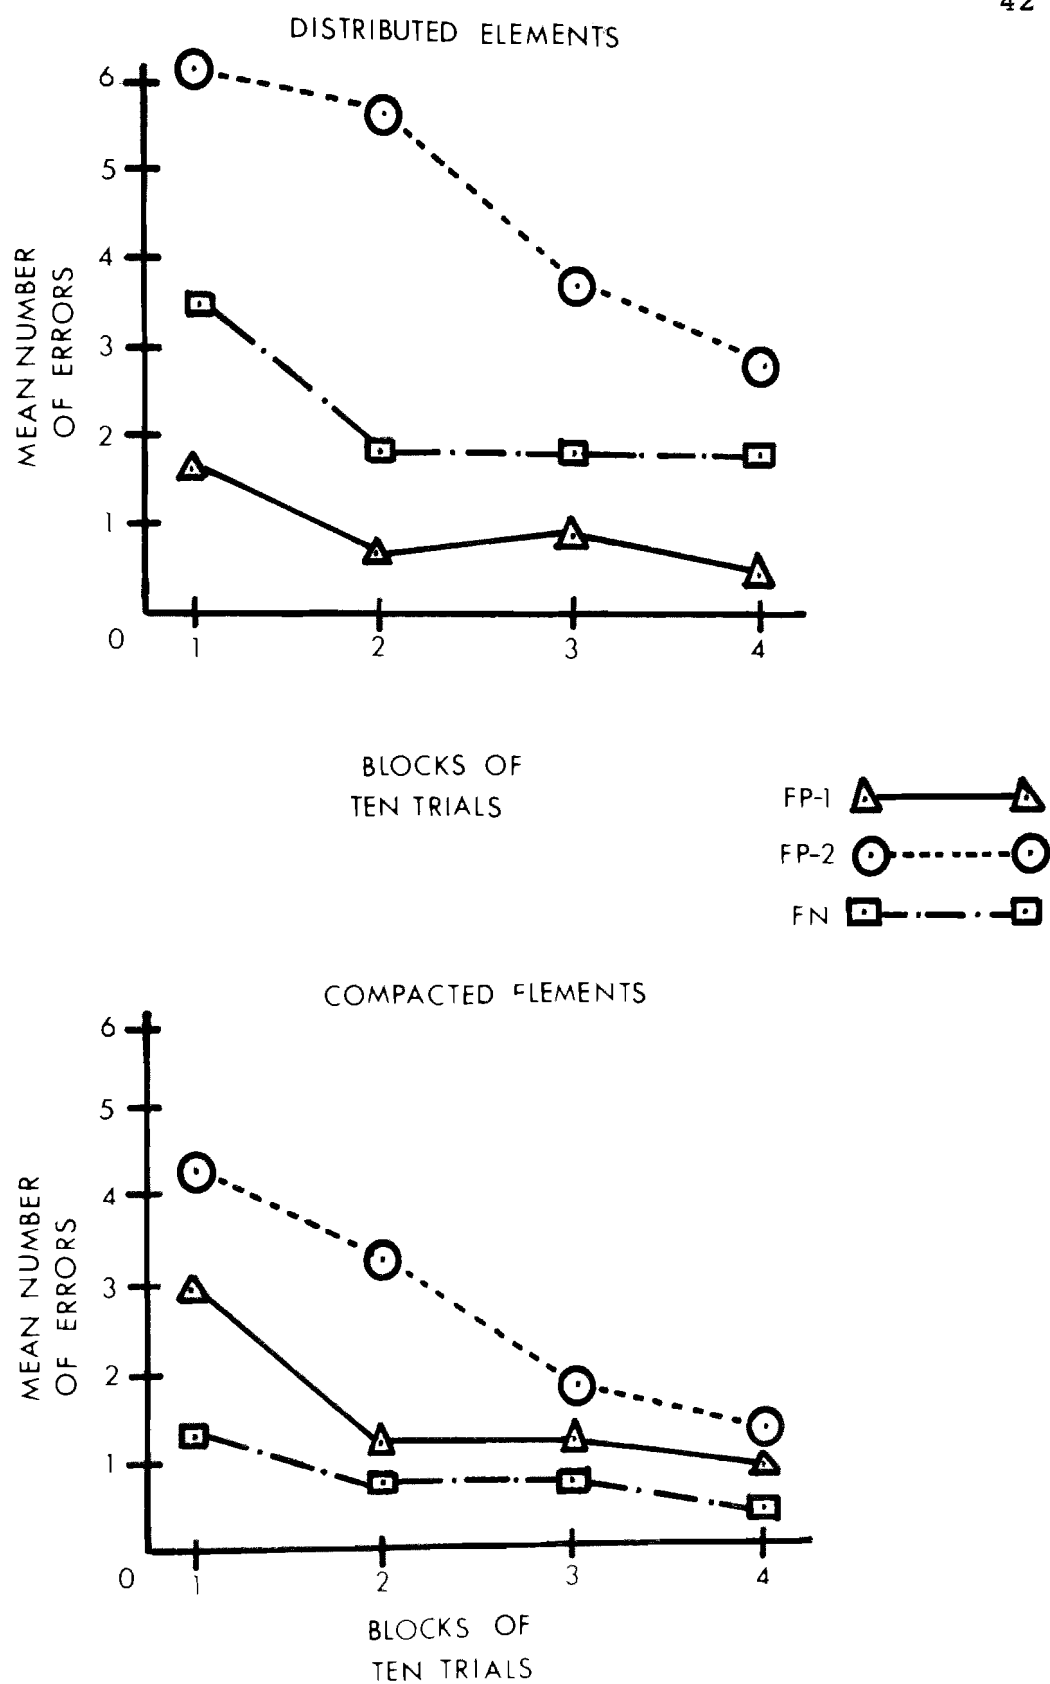 42
DISTRIBUTED ELEMENTS
6
5
4
3
2
1
0
MEAN NUMBER
OF ERRORS
1 2 3 4
BLOCKS OF
TEN TRIALS
FP-1
FP-2
FN
COMPACTED ELEMENTS
6
5
4
3
2
1
0
MEAN NUMBER
OF ERRORS
1 2 3 4
BLOCKS OF
TEN TRIALS